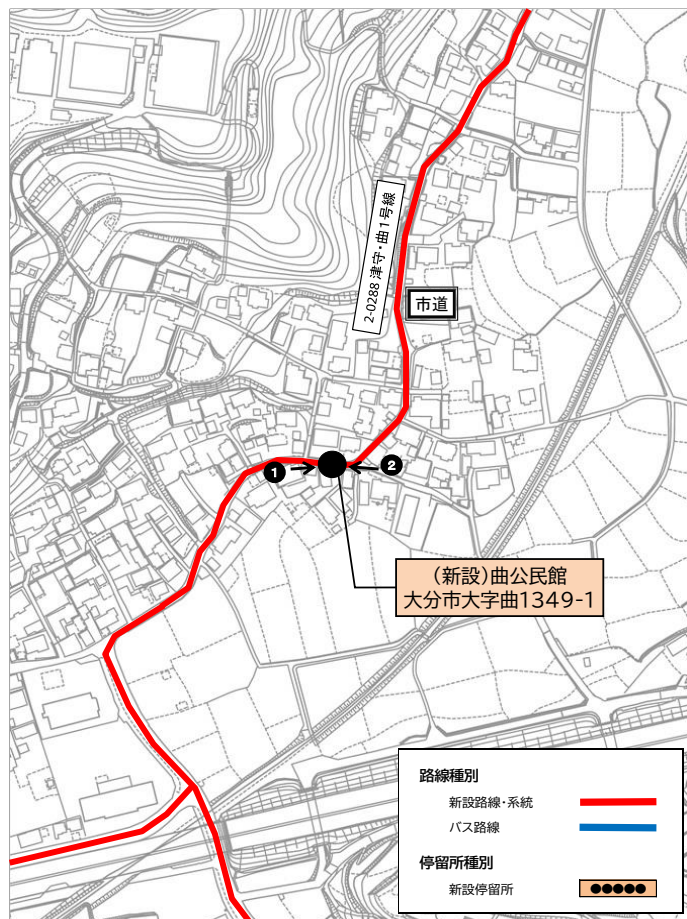 2-0288 津守・曲1号線
市道
1
2
(新設)曲公民館
大分市大字曲1349-1
路線種別
新設路線・系統
バス路線
停留所種別
新設停留所